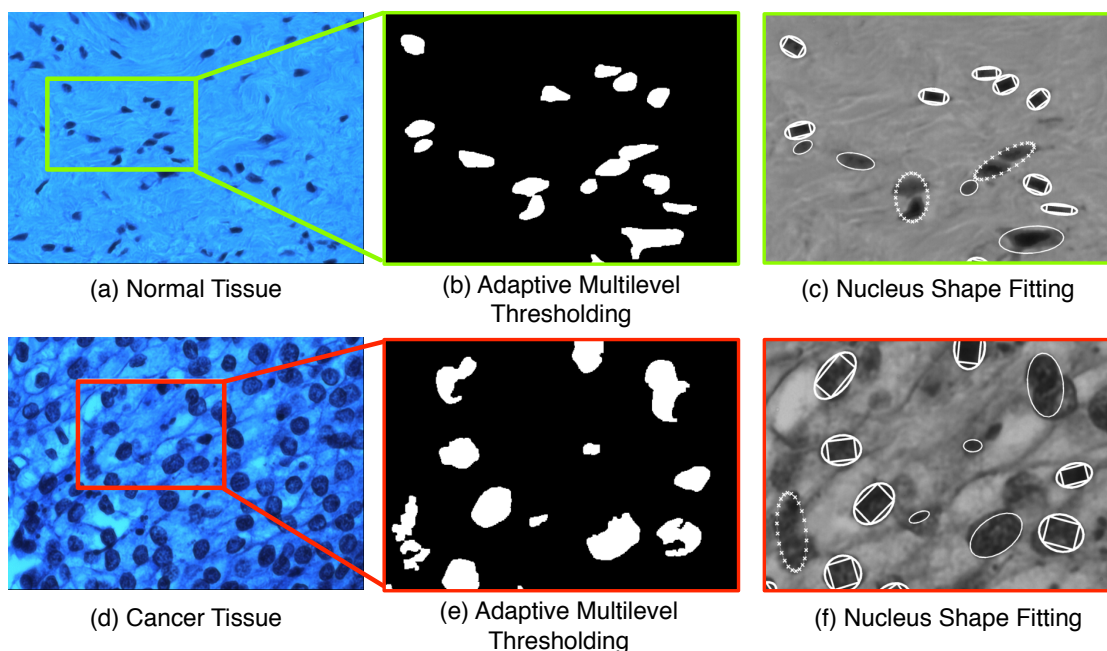 (a) Normal Tissue
(b) Adaptive Multilevel
Thresholding
(c) Nucleus Shape Fitting
(d) Cancer Tissue
(e) Adaptive Multilevel
Thresholding
(f) Nucleus Shape Fitting